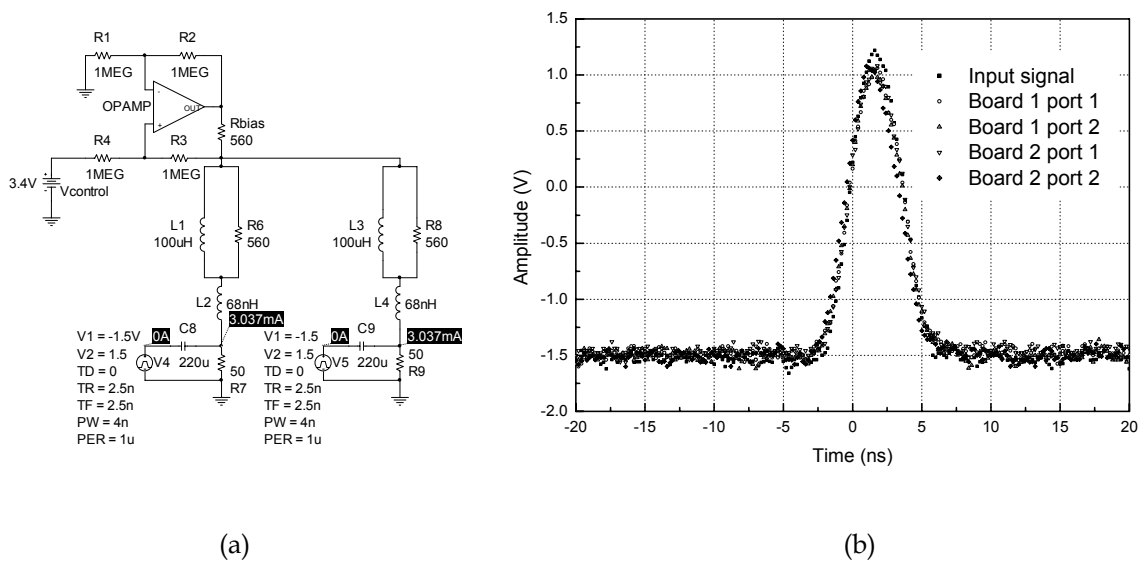 R1
R2
1MEG
1MEG
OPAMP
-
+
OUT
Rbias
560
R4
R3
1MEG
1MEG
3.4V
+
-
Vcontrol
L1
100uH
R6
560
L3
100uH
R8
560
L2
68nH
L4
68nH
3.037mA
3.037mA
V1 = -1.5V
0A
C8
V2 = 1.5
V4
220u
TD = 0
50
TR = 2.5n
R7
TF = 2.5n
PW = 4n
PER = 1u
V1 = -1.5
0A
C9
V2 = 1.5
V5
220u
50
TD = 0
R9
TR = 2.5n
TF = 2.5n
PW = 4n
PER = 1u
(a)
1.5
1.0
0.5
0.0
-0.5
-1.0
-1.5
-2.0
Amplitude (V)
Input signal
Board 1 port 1
Board 1 port 2
Board 2 port 1
Board 2 port 2
-20 -15 -10 -5 0 5 10 15 20
Time (ns)
(b)